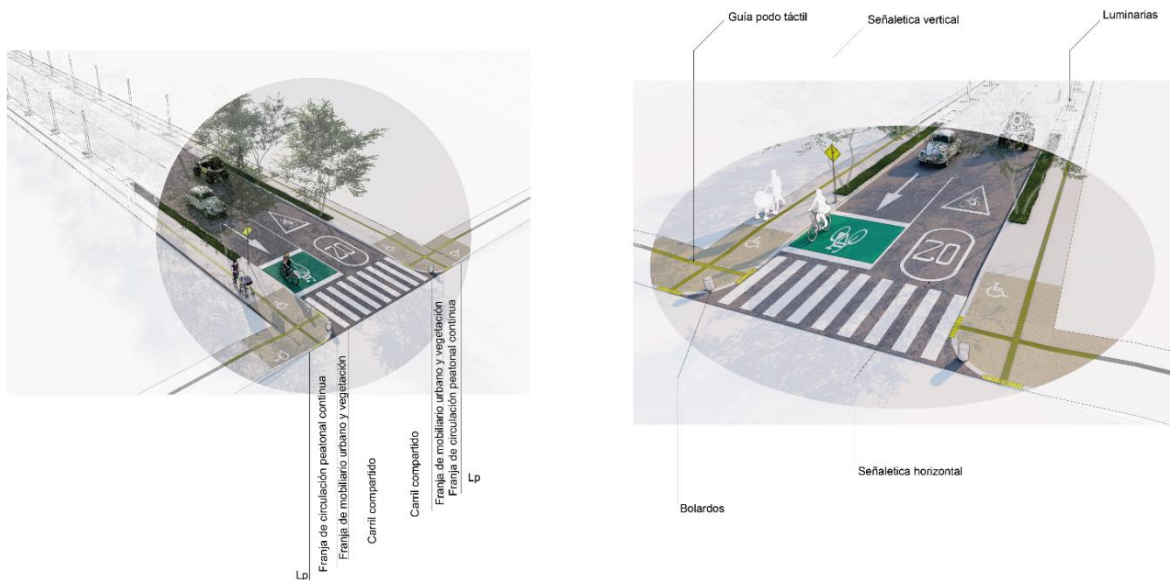 Lp
Franja de circulación peatonal continua
Franja de mobiliario urbano y vegetación
Carril compartido
Carril compartido
Franja de mobiliario urbano y vegetación
Franja de circulación peatonal continua
Lp
Guía podo táctil
Señaletica vertical
Luminarias
20
Señaletica horizontal
Bolardos